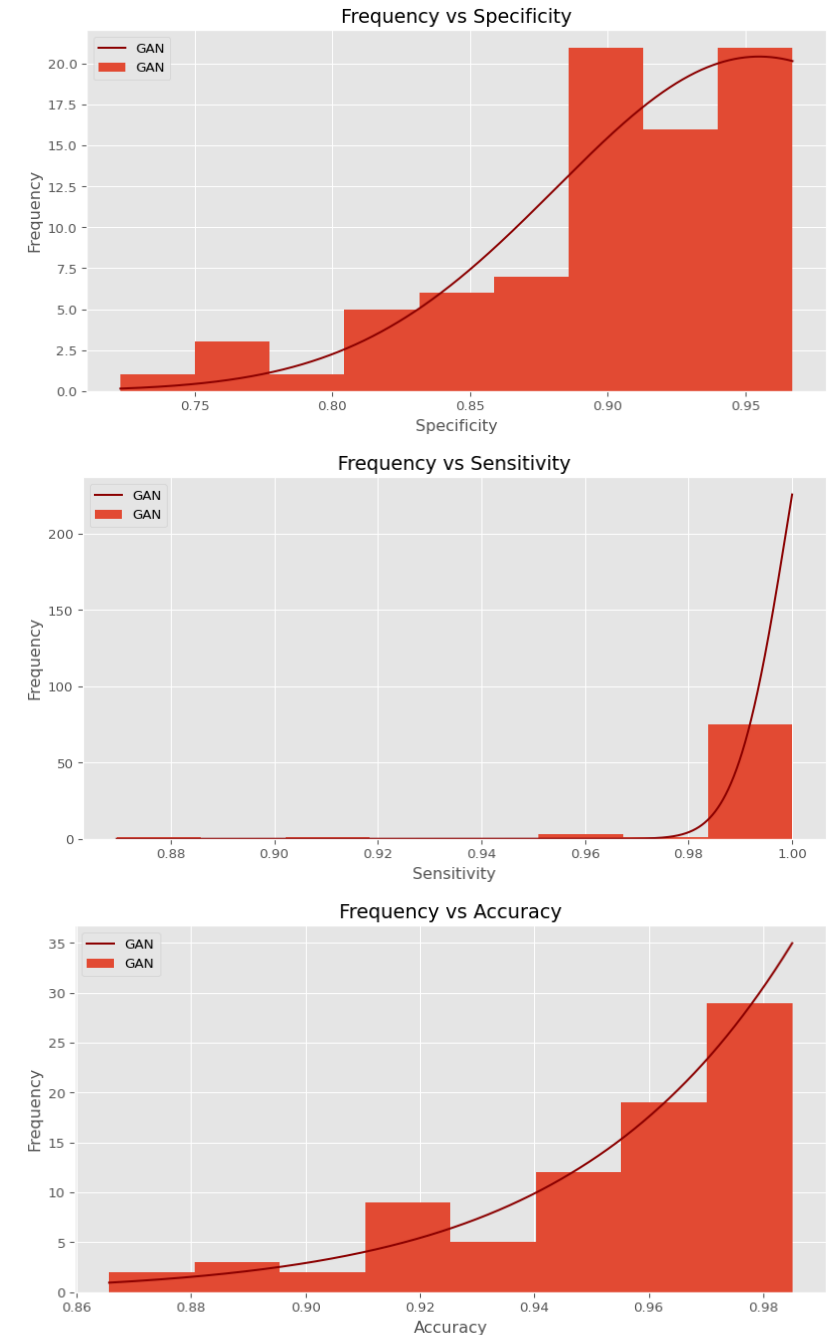 Frequency vs Specificity
GAN
GAN
20.0
17.5
15.0
12.5
10.0
7.5
5.0
2.5
0.0
Frequency
0.75 0.80 0.85 0.90 0.95
Specificity
Frequency vs Sensitivity
GAN
GAN
200
150
100
50
0
Frequency
0.88 0.90 0.92 0.94 0.96 0.98 1.00
Sensitivity
Frequency vs Accuracy
GAN
GAN
35
30
25
20
15
10
5
0
Frequency
0.86 0.88 0.90 0.92 0.94 0.96 0.98
Accuracy